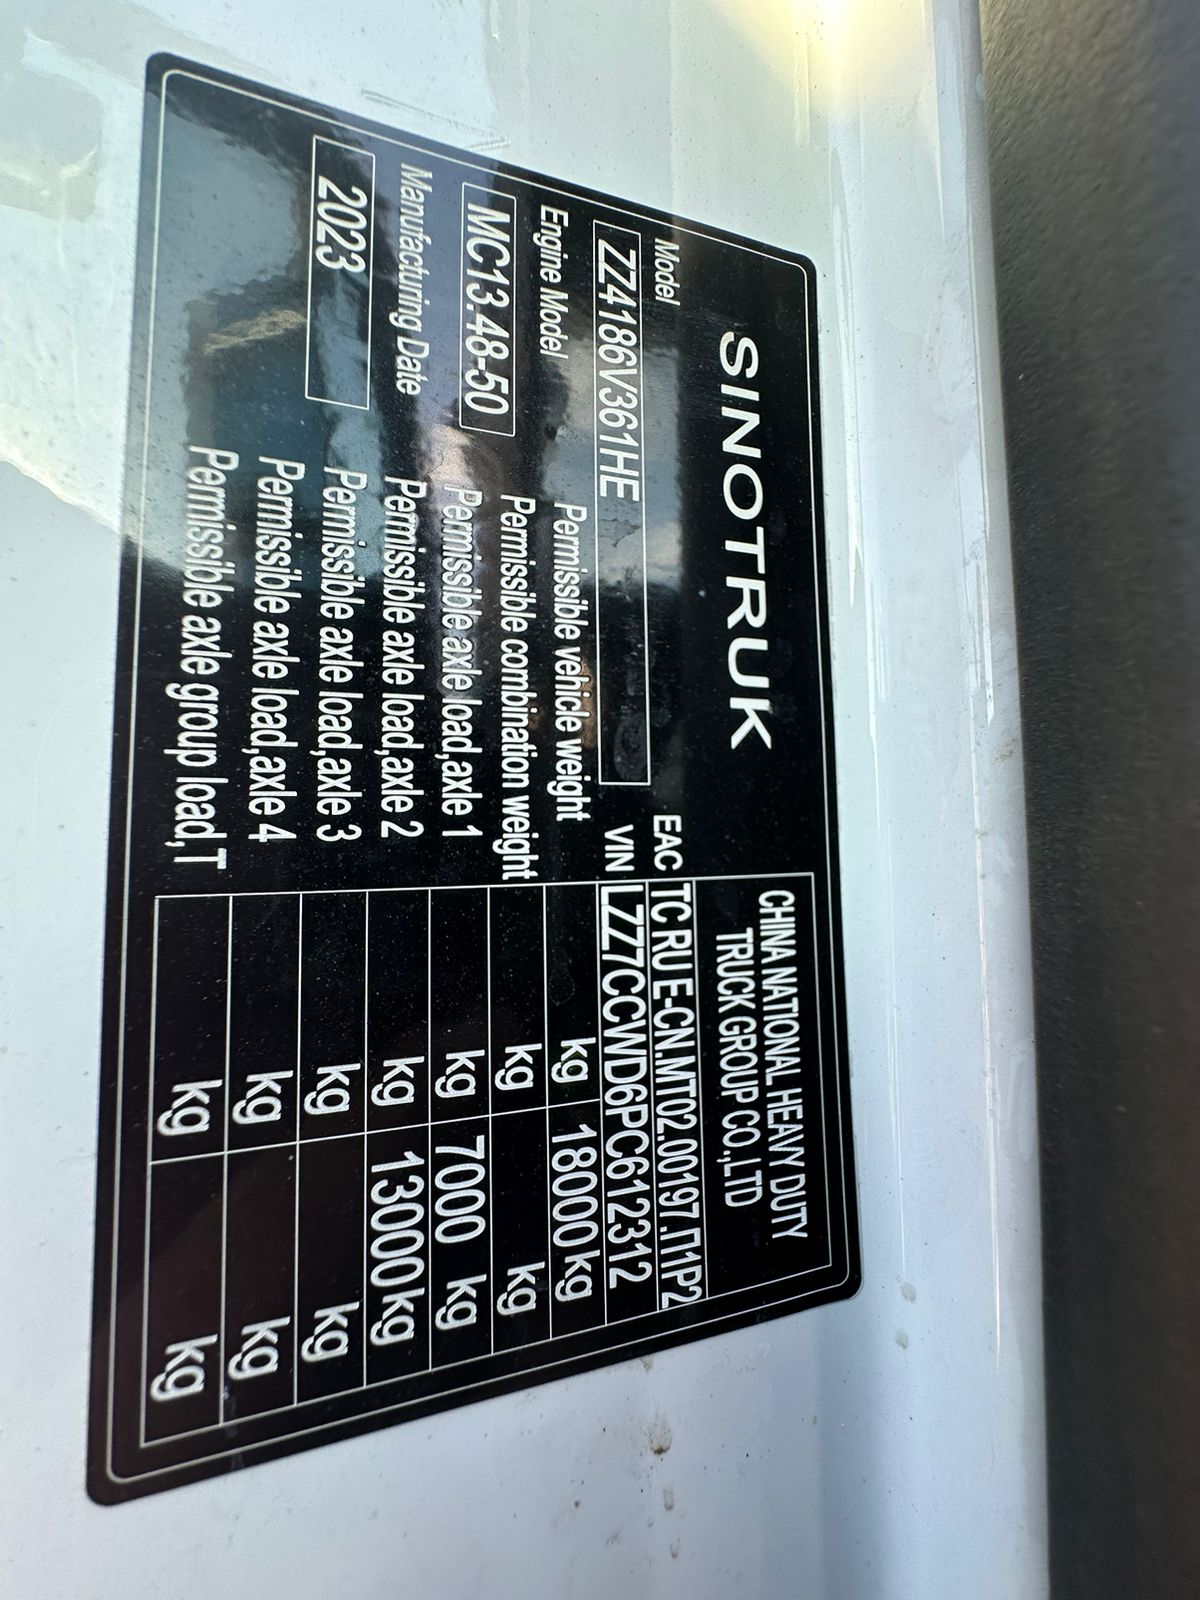 SINOTRUK
CHINA NATIONAL HEAVY DUTY
TRUCK GROUP CO.,LTD
Model
EAC TC RU E-CN.MT02.00197.П1P2
ZZ4186V361HE
VIN LZZ7CCWD6PC612312
Engine Model
MC13.48-50
Manufacturing Date
2023
Permissible vehicle weight kg 18000kg
Permissible combination weight kg kg
Permissible axle load,axle 1 kg 7000 kg
Permissible axle load,axle 2 kg 13000kg
Permissible axle load,axle 3 kg kg
Permissible axle load,axle 4 kg kg
Permissible axle group load,T kg kg